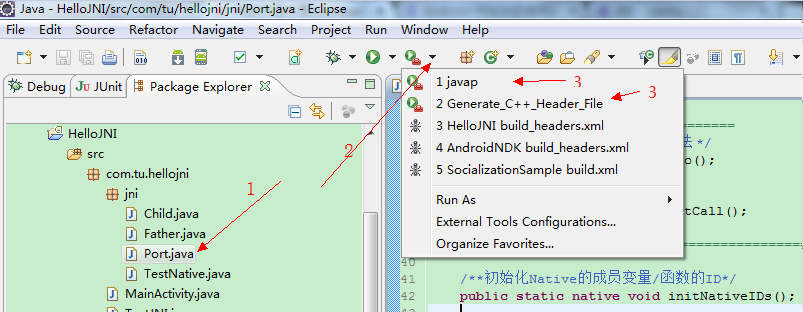 Java - HelloJNI/src/com/tu/hellojni/jni/Port.java - Eclipse
File Edit Source Refactor Navigate Search Project Run Window Help
Debug JUnit Package Explorer
HelloJNI
src
com.tu.hellojni
jni
Child.java
Father.java
Port.java
TestNative.java
MainActivity.java
1
2
1 javap
3
2 Generate_C++_Header_File
3
3 HelloJNI build_headers.xml
4 AndroidNDK build_headers.xml
5 SocializationSample build.xml
Run As
External Tools Configurations...
Organize Favorites...
=======
法*/
o();
tCall();
40
41 /**初始化Native的成员变量/函数的ID*/
42 public static native void initNativeIDs();